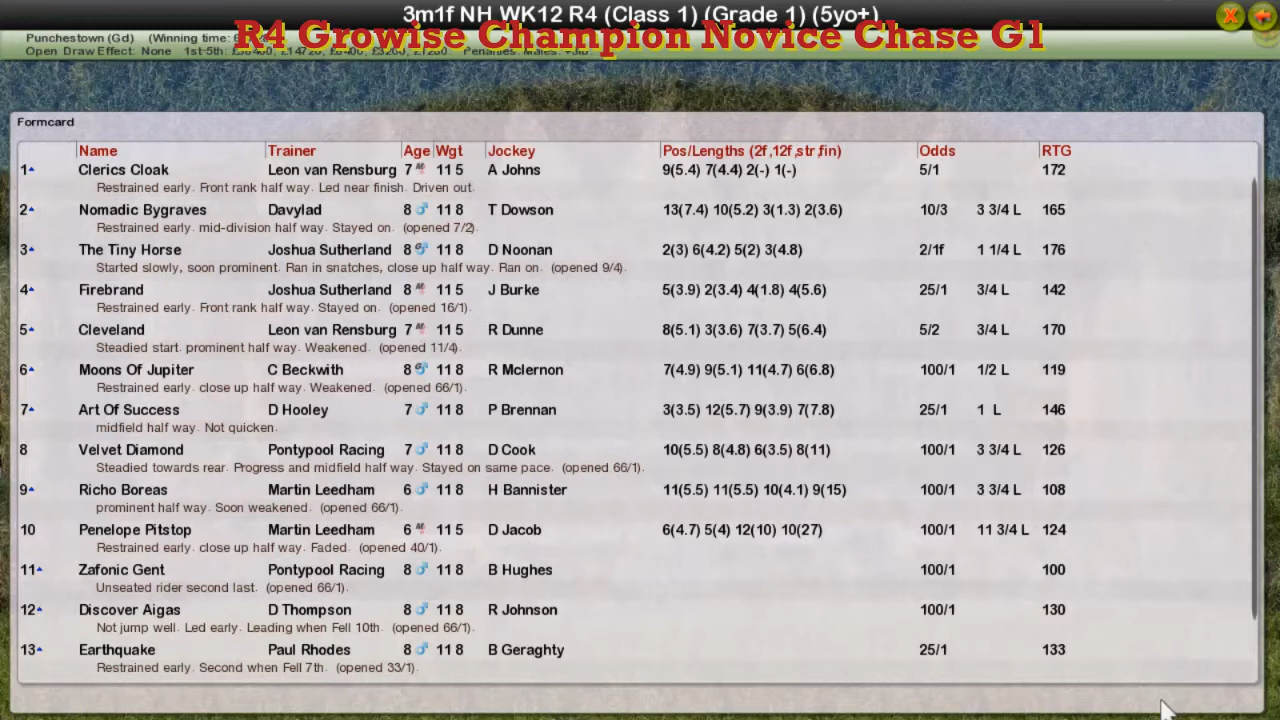 3m1f NH WK12 R4 (Class 1) (Grade 1) (5yo+)
R4 Growise Champion Novice Chase G1
Punchestown (Gd) (Winning time:
Open Draw Effect: None 1st-5th:
Formcard
Name Trainer Age Wgt Jockey Pos/Lengths (2f,12f,str,fin) Odds RTG
1 Clerics Cloak Leon van Rensburg 7 11 5 A Johns 9(5.4) 7(4.4) 2(-) 1(-) 5/1 172
Restrained early. Front rank half way. Led near finish. Driven out.
2 Nomadic Bygraves Davylad 8 11 8 T Dowson 13(7.4) 10(5.2) 3(1.3) 2(3.6) 10/3 3 3/4 L 165
Restrained early. mid-division half way. Stayed on. (opened 7/2).
3 The Tiny Horse Joshua Sutherland 8 11 8 D Noonan 2(3) 6(4.2) 5(2) 3(4.8) 2/1f 1 1/4 L 176
Started slowly, soon prominent. Ran in snatches, close up half way. Ran on. (opened 9/4).
4 Firebrand Joshua Sutherland 8 11 8 J Burke 5(3.9) 2(3.4) 4(1.8) 4(5.6) 25/1 3/4 L 142
Restrained early. Front rank half way. Stayed on. (opened 16/1).
5 Cleveland Leon van Rensburg 7 11 5 R Dunne 8(5.1) 3(3.6) 7(3.7) 5(6.4) 5/2 3/4 L 170
Steadied start. prominent half way. Weakened. (opened 11/4).
6 Moons Of Jupiter C Beckwith 8 11 8 R Mclernon 7(4.9) 9(5.1) 11(4.7) 6(6.8) 100/1 1/2 L 119
Restrained early. close up half way. Weakened. (opened 66/1).
7 Art Of Success D Hooley 7 11 8 P Brennan 3(3.5) 12(5.7) 9(3.9) 7(7.8) 25/1 1 L 146
midfield half way. Not quicken.
8 Velvet Diamond Pontypool Racing 7 11 8 D Cook 10(5.5) 8(4.8) 6(3.5) 8(11) 100/1 3 3/4 L 126
Steadied towards rear. Progress and midfield half way. Stayed on same pace. (opened 66/1).
9 Richo Boreas Martin Leedham 6 11 8 H Bannister 11(5.5) 11(5.5) 10(4.1) 9(15) 100/1 3 3/4 L 108
prominent half way. Soon weakened. (opened 66/1).
10 Penelope Pitstop Martin Leedham 6 11 5 D Jacob 6(4.7) 5(4) 12(10) 10(27) 100/1 11 3/4 L 124
Restrained early. close up half way. Faded. (opened 40/1).
11 Zafonic Gent Pontypool Racing 8 11 8 B Hughes 100/1 100
Unseated rider second last. (opened 66/1).
12 Discover Aigas D Thompson 8 11 8 R Johnson 100/1 130
Not jump well. Led early. Leading when Fell 10th. (opened 66/1).
13 Earthquake Paul Rhodes 8 11 8 B Geraghty 25/1 133
Restrained early. Second when Fell 7th. (opened 33/1).